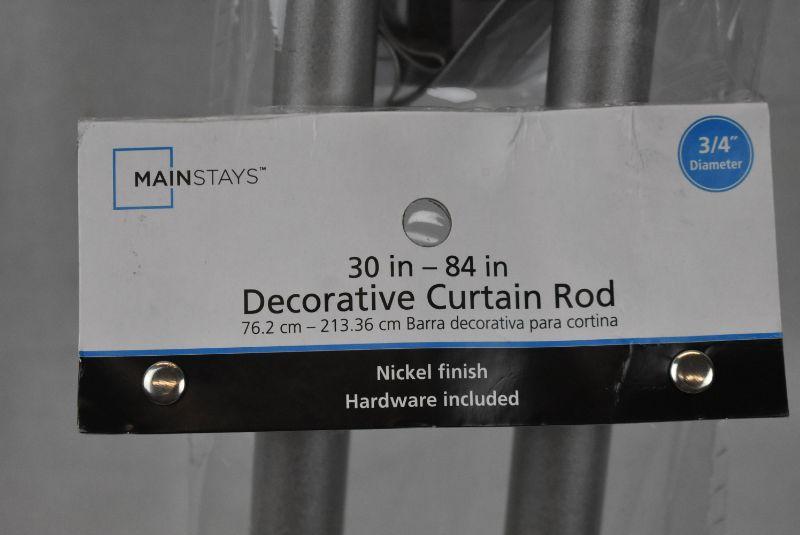 MAINSTAYS™
3/4"
Diameter
30 in – 84 in
Decorative Curtain Rod
76.2 cm – 213.36 cm Barra decorativa para cortina
Nickel finish
Hardware included